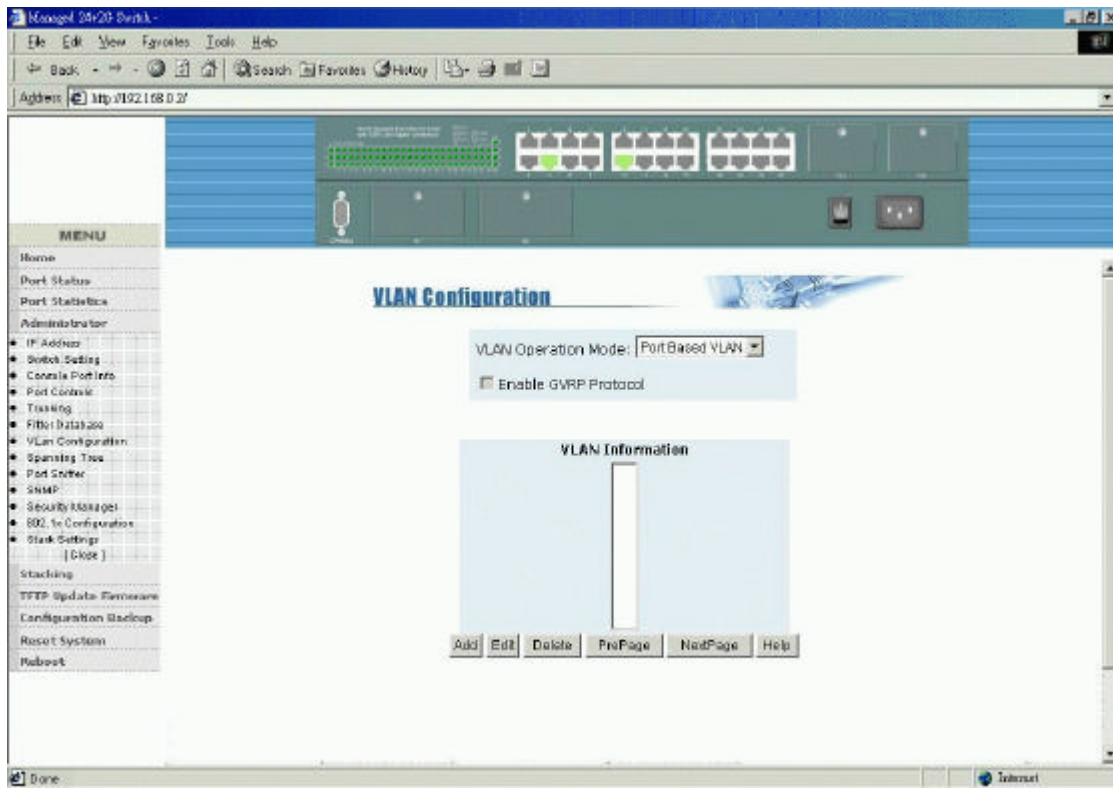 Managed 24+2G Switch -
File Edit View Favorites Tools Help
Back Search Favorites History
Address http://192.168.0.2/
MENU
Home
Port Status
Port Statistics
Administrator
IP Address
Switch Setting
Console Port Info
Port Controls
Trunking
Filter Database
VLan Configuration
Spanning Tree
Port Sniffer
SNMP
Security Manager
802.1x Configuration
Stack Settings
[ Close ]
Stacking
TFTP Update Firmware
Configuration Backup
Reset System
Reboot
VLAN Configuration
VLAN Operation Mode: Port Based VLAN
Enable GVRP Protocol
VLAN Information
Add Edit Delete PrePage NextPage Help
Done
Internet